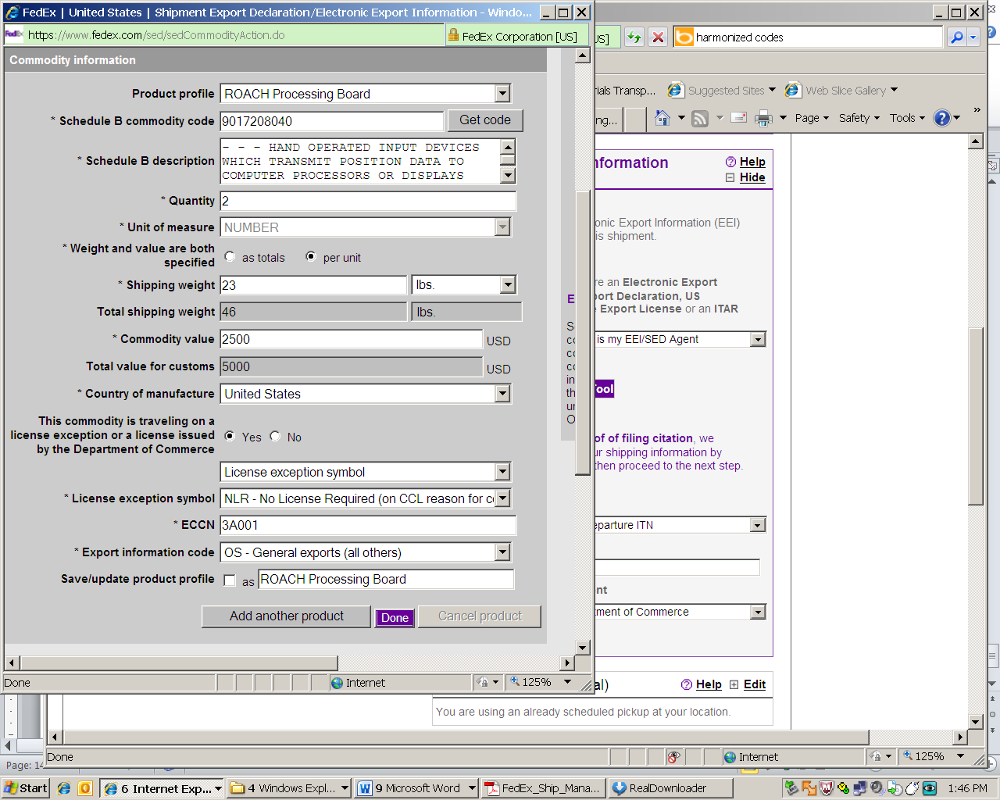 FedEx | United States | Shipment Export Declaration/Electronic Export Information - Windo...
FedEx https://www.fedex.com/sed/sedCommodityAction.do
FedEx Corporation [US]
US]
harmonized codes
Commodity information
Product profile ROACH Processing Board
* Schedule B commodity code 9017208040 Get code
* Schedule B description
- - - HAND OPERATED INPUT DEVICES
WHICH TRANSMIT POSITION DATA TO
COMPUTER PROCESSORS OR DISPLAYS
* Quantity 2
* Unit of measure NUMBER
* Weight and value are both
specified
as totals per unit
* Shipping weight 23 lbs.
Total shipping weight 46 lbs.
* Commodity value 2500 USD
Total value for customs 5000 USD
* Country of manufacture United States
This commodity is traveling on a
license exception or a license issued
by the Department of Commerce
Yes No
License exception symbol
* License exception symbol NLR - No License Required (on CCL reason for c
* ECCN 3A001
* Export information code OS - General exports (all others)
Save/update product profile as ROACH Processing Board
Add another product Done Cancel product
Done Internet 125%
rials Transp... Suggested Sites Web Slice Gallery
ng... Page Safety Tools »
nformation Help
Hide
onic Export Information (EEI)
is shipment.
re an Electronic Export
port Declaration, US
e Export License or an ITAR
is my EEI/SED Agent
E
S
co
co
co
in
th
ur
O
Tool
of of filing citation, we
ur shipping information by
then proceed to the next step.
eparture ITN
nt
tment of Commerce
al) Help Edit
You are using an already scheduled pickup at your location.
Done Internet 125%
Page: 14
Start 6 Internet Exp... 4 Windows Expl... 9 Microsoft Word FedEx_Ship_Mana... RealDownloader 1:46 PM